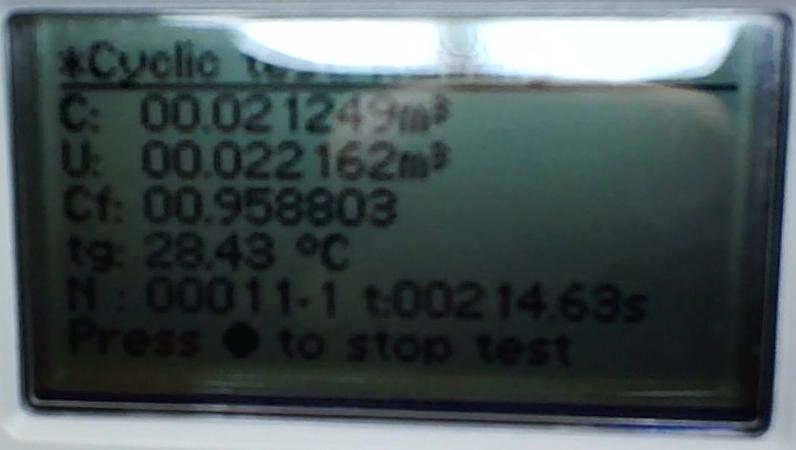 *Cyclic
C: 00.021249m³
U: 00.022162m³
Cf: 00.958803
tg: 28.43 °C
N : 00011-1 t:00214.63s
Press ● to stop test